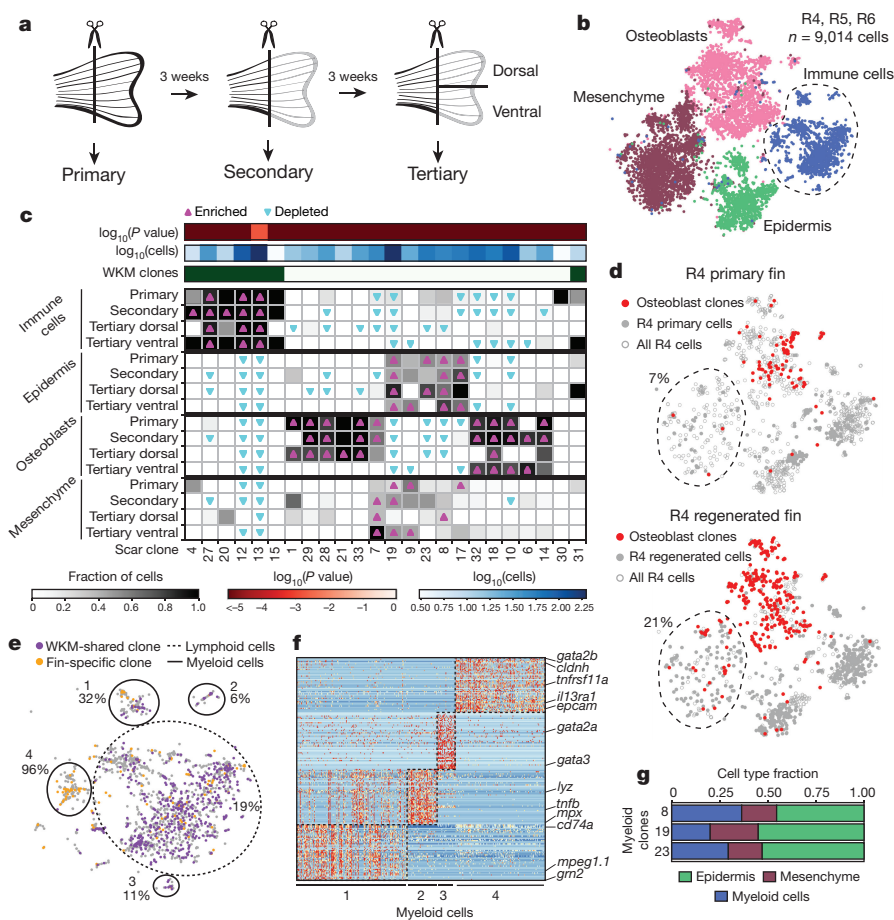 a
3 weeks
3 weeks
Dorsal
Ventral
Primary
Secondary
Tertiary
b
R4, R5, R6
n = 9,014 cells
Osteoblasts
Immune cells
Mesenchyme
Epidermis
c
Enriched
Depleted
log10(P value)
log10(cells)
WKM clones
Immune cells
Primary
Secondary
Tertiary dorsal
Tertiary ventral
Epidermis
Primary
Secondary
Tertiary dorsal
Tertiary ventral
Osteoblasts
Primary
Secondary
Tertiary dorsal
Tertiary ventral
Mesenchyme
Primary
Secondary
Tertiary dorsal
Tertiary ventral
Scar clone
4 27 20 12 13 15 1 29 28 21 33 7 19 9 23 8 17 32 18 10 6 14 30 31
Fraction of cells
0 0.2 0.4 0.6 0.8 1.0
log10(P value)
<–5 –4 –3 –2 –1 0
log10(cells)
0.50 0.75 1.00 1.25 1.50 1.75 2.00 2.25
d
R4 primary fin
Osteoblast clones
R4 primary cells
All R4 cells
7%
R4 regenerated fin
Osteoblast clones
R4 regenerated cells
All R4 cells
21%
e
WKM-shared clone
Fin-specific clone
Lymphoid cells
Myeloid cells
1
32%
2
6%
4
96%
19%
3
11%
f
gata2b
cldnh
tnfrsf11a
il13ra1
epcam
gata2a
gata3
lyz
tnfb
mpx
cd74a
mpeg1.1
grn2
1 2 3 4
Myeloid cells
g
Cell type fraction
0 0.25 0.50 0.75 1.00
Myeloid clones
8
19
23
Epidermis
Mesenchyme
Myeloid cells